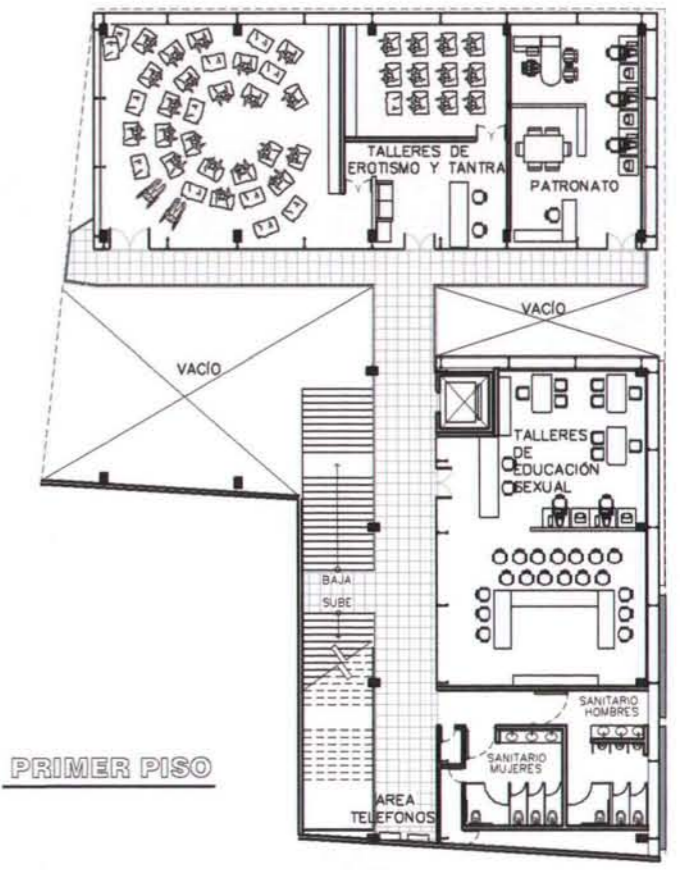 TALLERES DE
EROTISMO Y TANTRA
PATRONATO
VACÍO
VACÍO
TALLERES
DE
EDUCACIÓN
SEXUAL
BAJA
SUBE
SANITARIO
HOMBRES
SANITARIO
MUJERES
PRIMER PISO
AREA
TELEFONOS